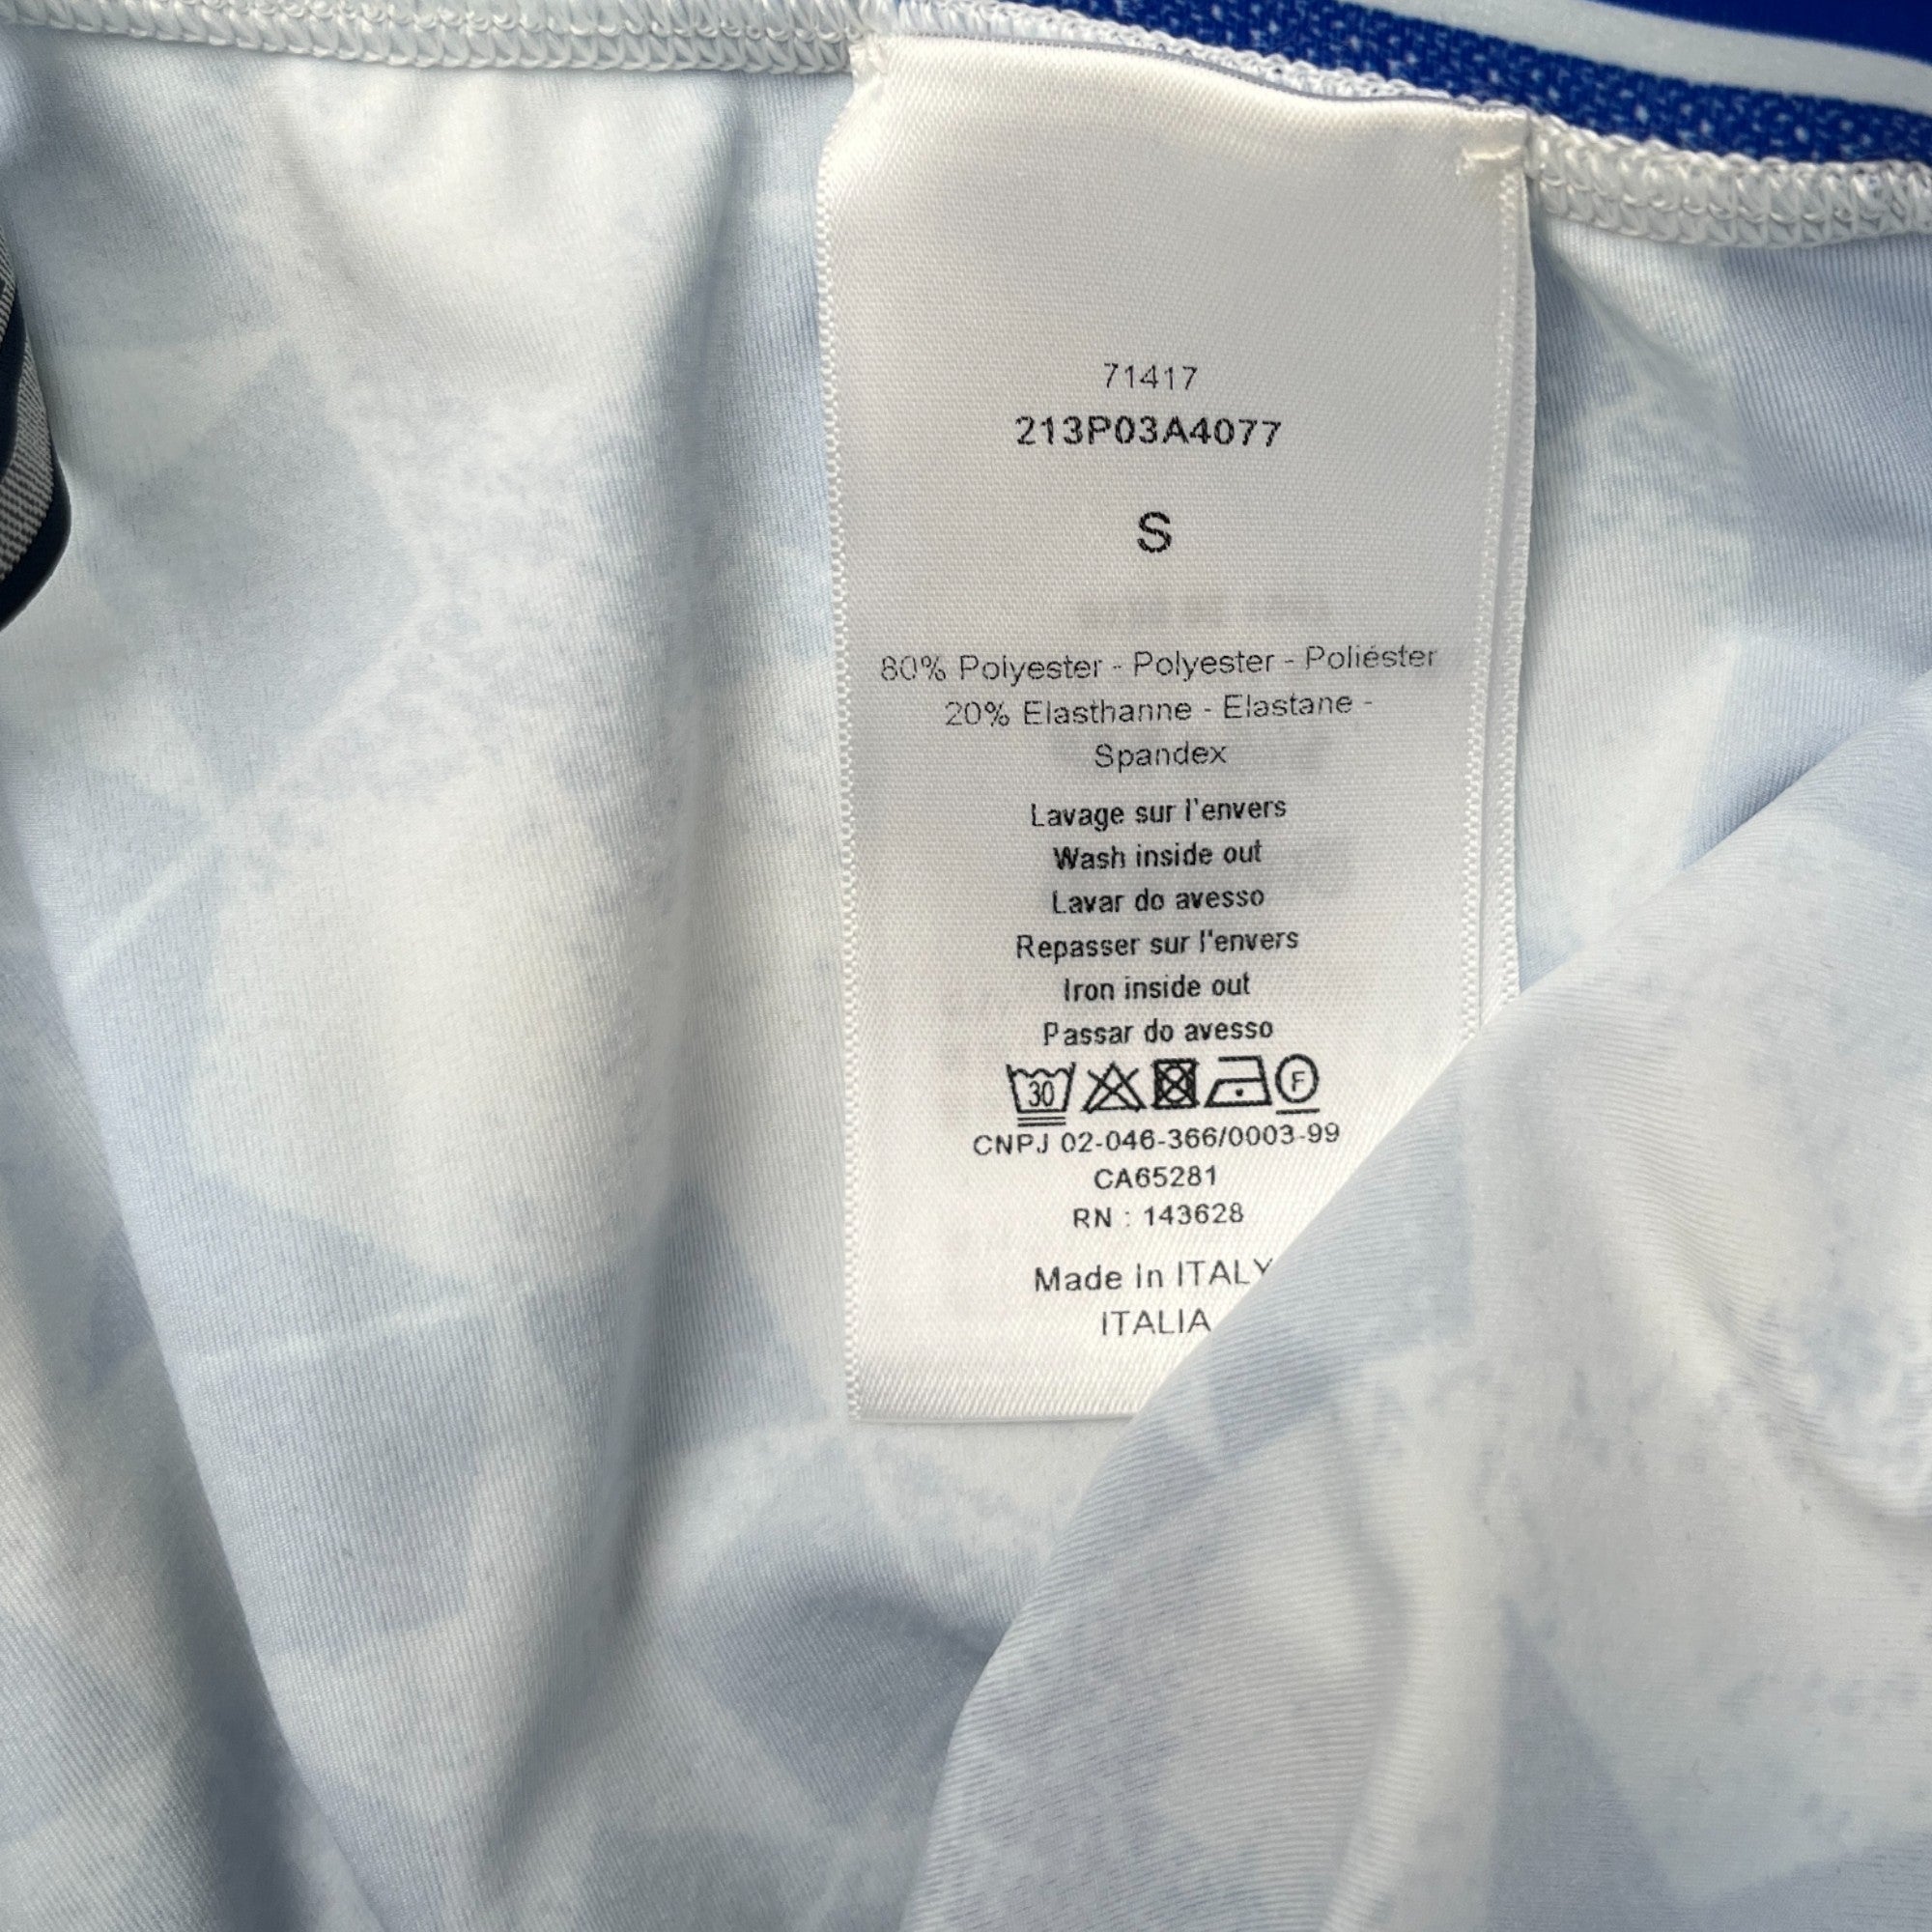 71417
213P03A4077
S
80% Polyester - Polyester - Poliéster
20% Elasthanne - Elastane -
Spandex
Lavage sur l'envers
Wash inside out
Lavar do avesso
Repasser sur l'envers
Iron inside out
Passar do avesso
30 F
CNPJ 02-046-366/0003-99
CA65281
RN : 143628
Made in ITALY
ITALIA